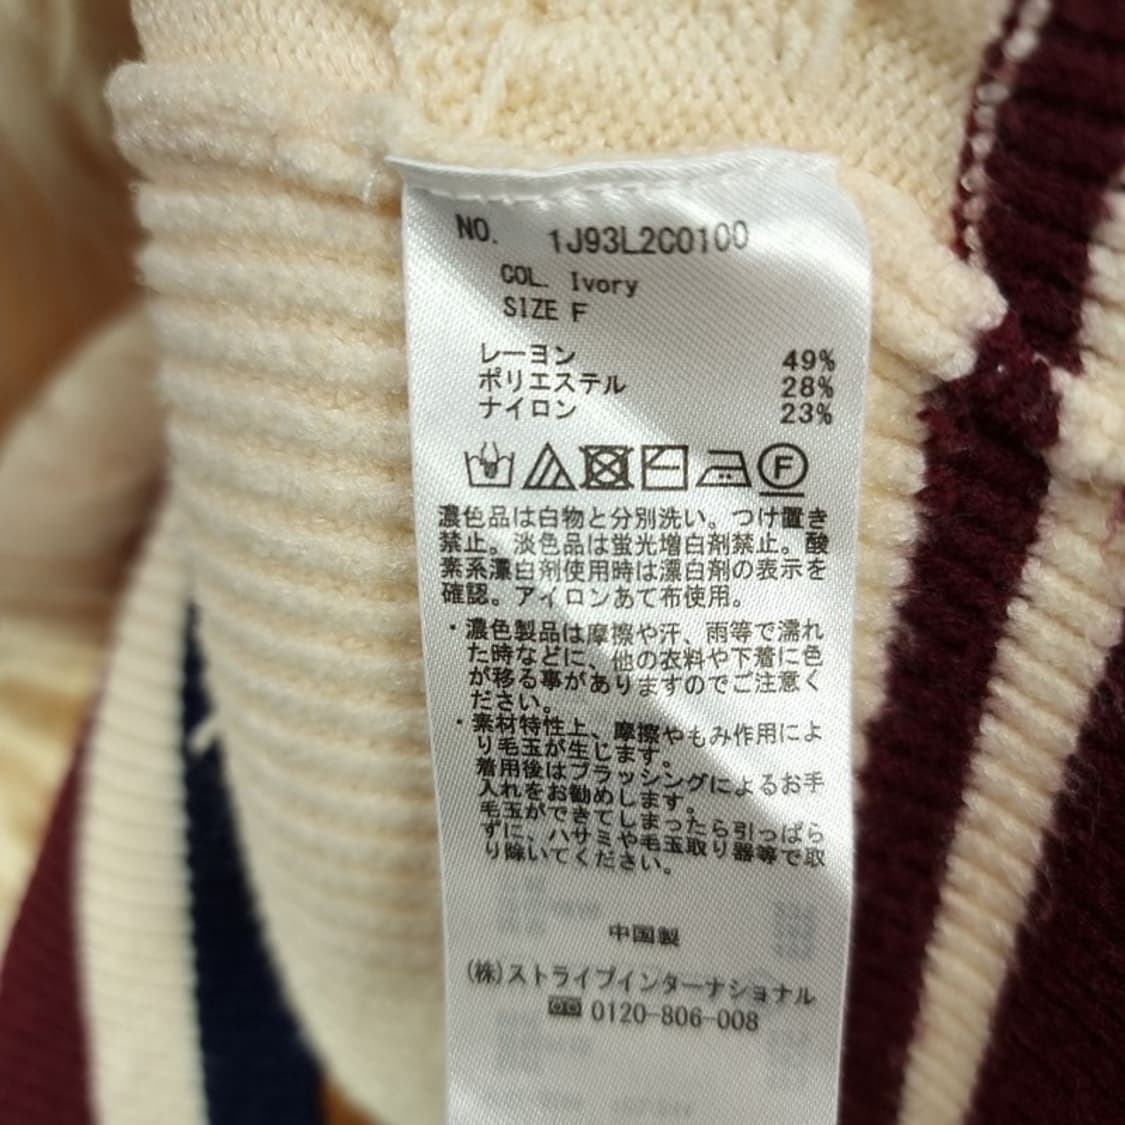 NO. 1J93L2C0100
COL. Ivory
SIZE F
レーヨン 49%
ポリエステル 28%
ナイロン 23%
F
濃色品は白物と分別洗い。つけ置き
禁止。淡色品は蛍光増白剤禁止。酸
素系漂白剤使用時は漂白剤の表示を
確認。アイロンあて布使用。
・濃色製品は摩擦や汗、雨等で濡れ
た時などに、他の衣料や下着に色
が移る事がありますのでご注意く
ださい。
・素材特性上、摩擦やもみ作用によ
り毛玉が生じます。
着用後はブラッシングによるお手
入れをお勧めします。
毛玉ができてしまったら引っぱら
ずに、ハサミや毛玉取り器等で取
り除いてください。
中国製
(株)ストライプインターナショナル
0120-806-008